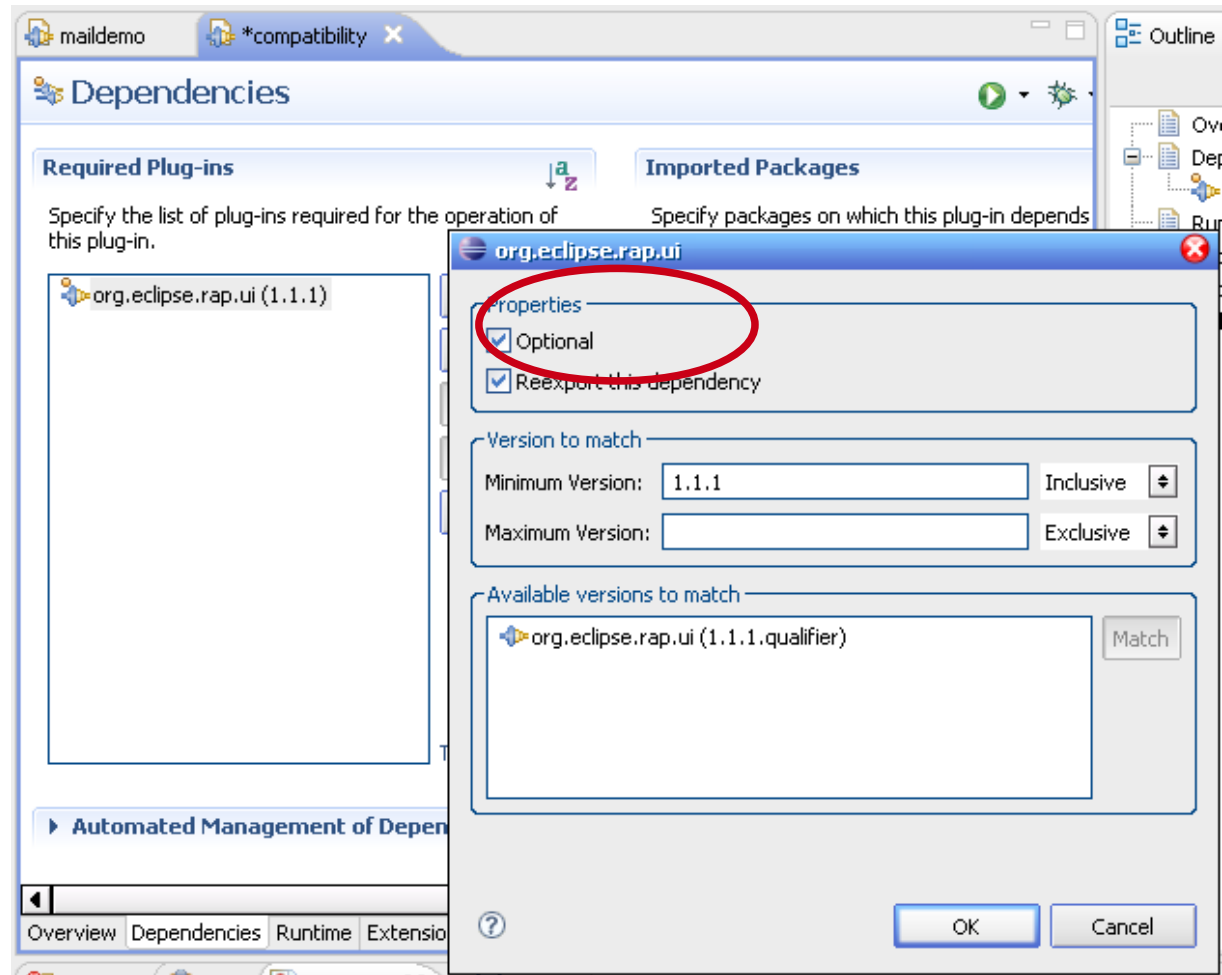 maildemo
*compatibility
Outline
Dependencies
Required Plug-ins
a
z
Specify the list of plug-ins required for the operation of
this plug-in.
org.eclipse.rap.ui (1.1.1)
Imported Packages
Specify packages on which this plug-in depends
org.eclipse.rap.ui
Properties
Optional
Reexport this dependency
Version to match
Minimum Version: 1.1.1 Inclusive
Maximum Version: Exclusive
Available versions to match
org.eclipse.rap.ui (1.1.1.qualifier)
Match
Automated Management of Depen
?
OK Cancel
Overview Dependencies Runtime Extensio
Ove
Dep
Run